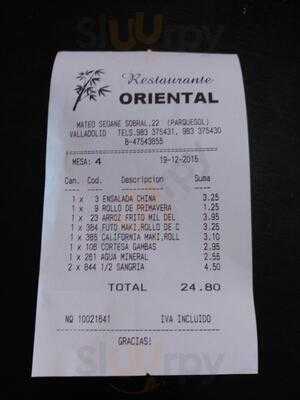 Restaurante
ORIENTAL
MATEO SEOANE SOBRAL,22 (PARQUESOL)
VALLADOLID TELS.983 375431, 983 375430
B-47543855
MESA: 4 19-12-2015
Can. Cod. Descripcion Suma
1 x 3 ENSALADA CHINA 3.25
1 x 9 ROLLO DE PRIMAVERA 1.25
1 x 23 ARROZ FRITO MIL DEL 3.95
1 x 384 FUTO MAKI,ROLLO DE C 3.25
1 x 385 CALIFORNIA MAKI,ROLL 3.10
1 x 108 CORTESA GAMBAS 2.95
1 x 261 AGUA MINERAL 2.55
2 x 844 1/2 SANGRIA 4.50
TOTAL 24.80
NQ 10021641 IVA INCLUIDO
GRACIAS!
Sluurpy
Sluurpy